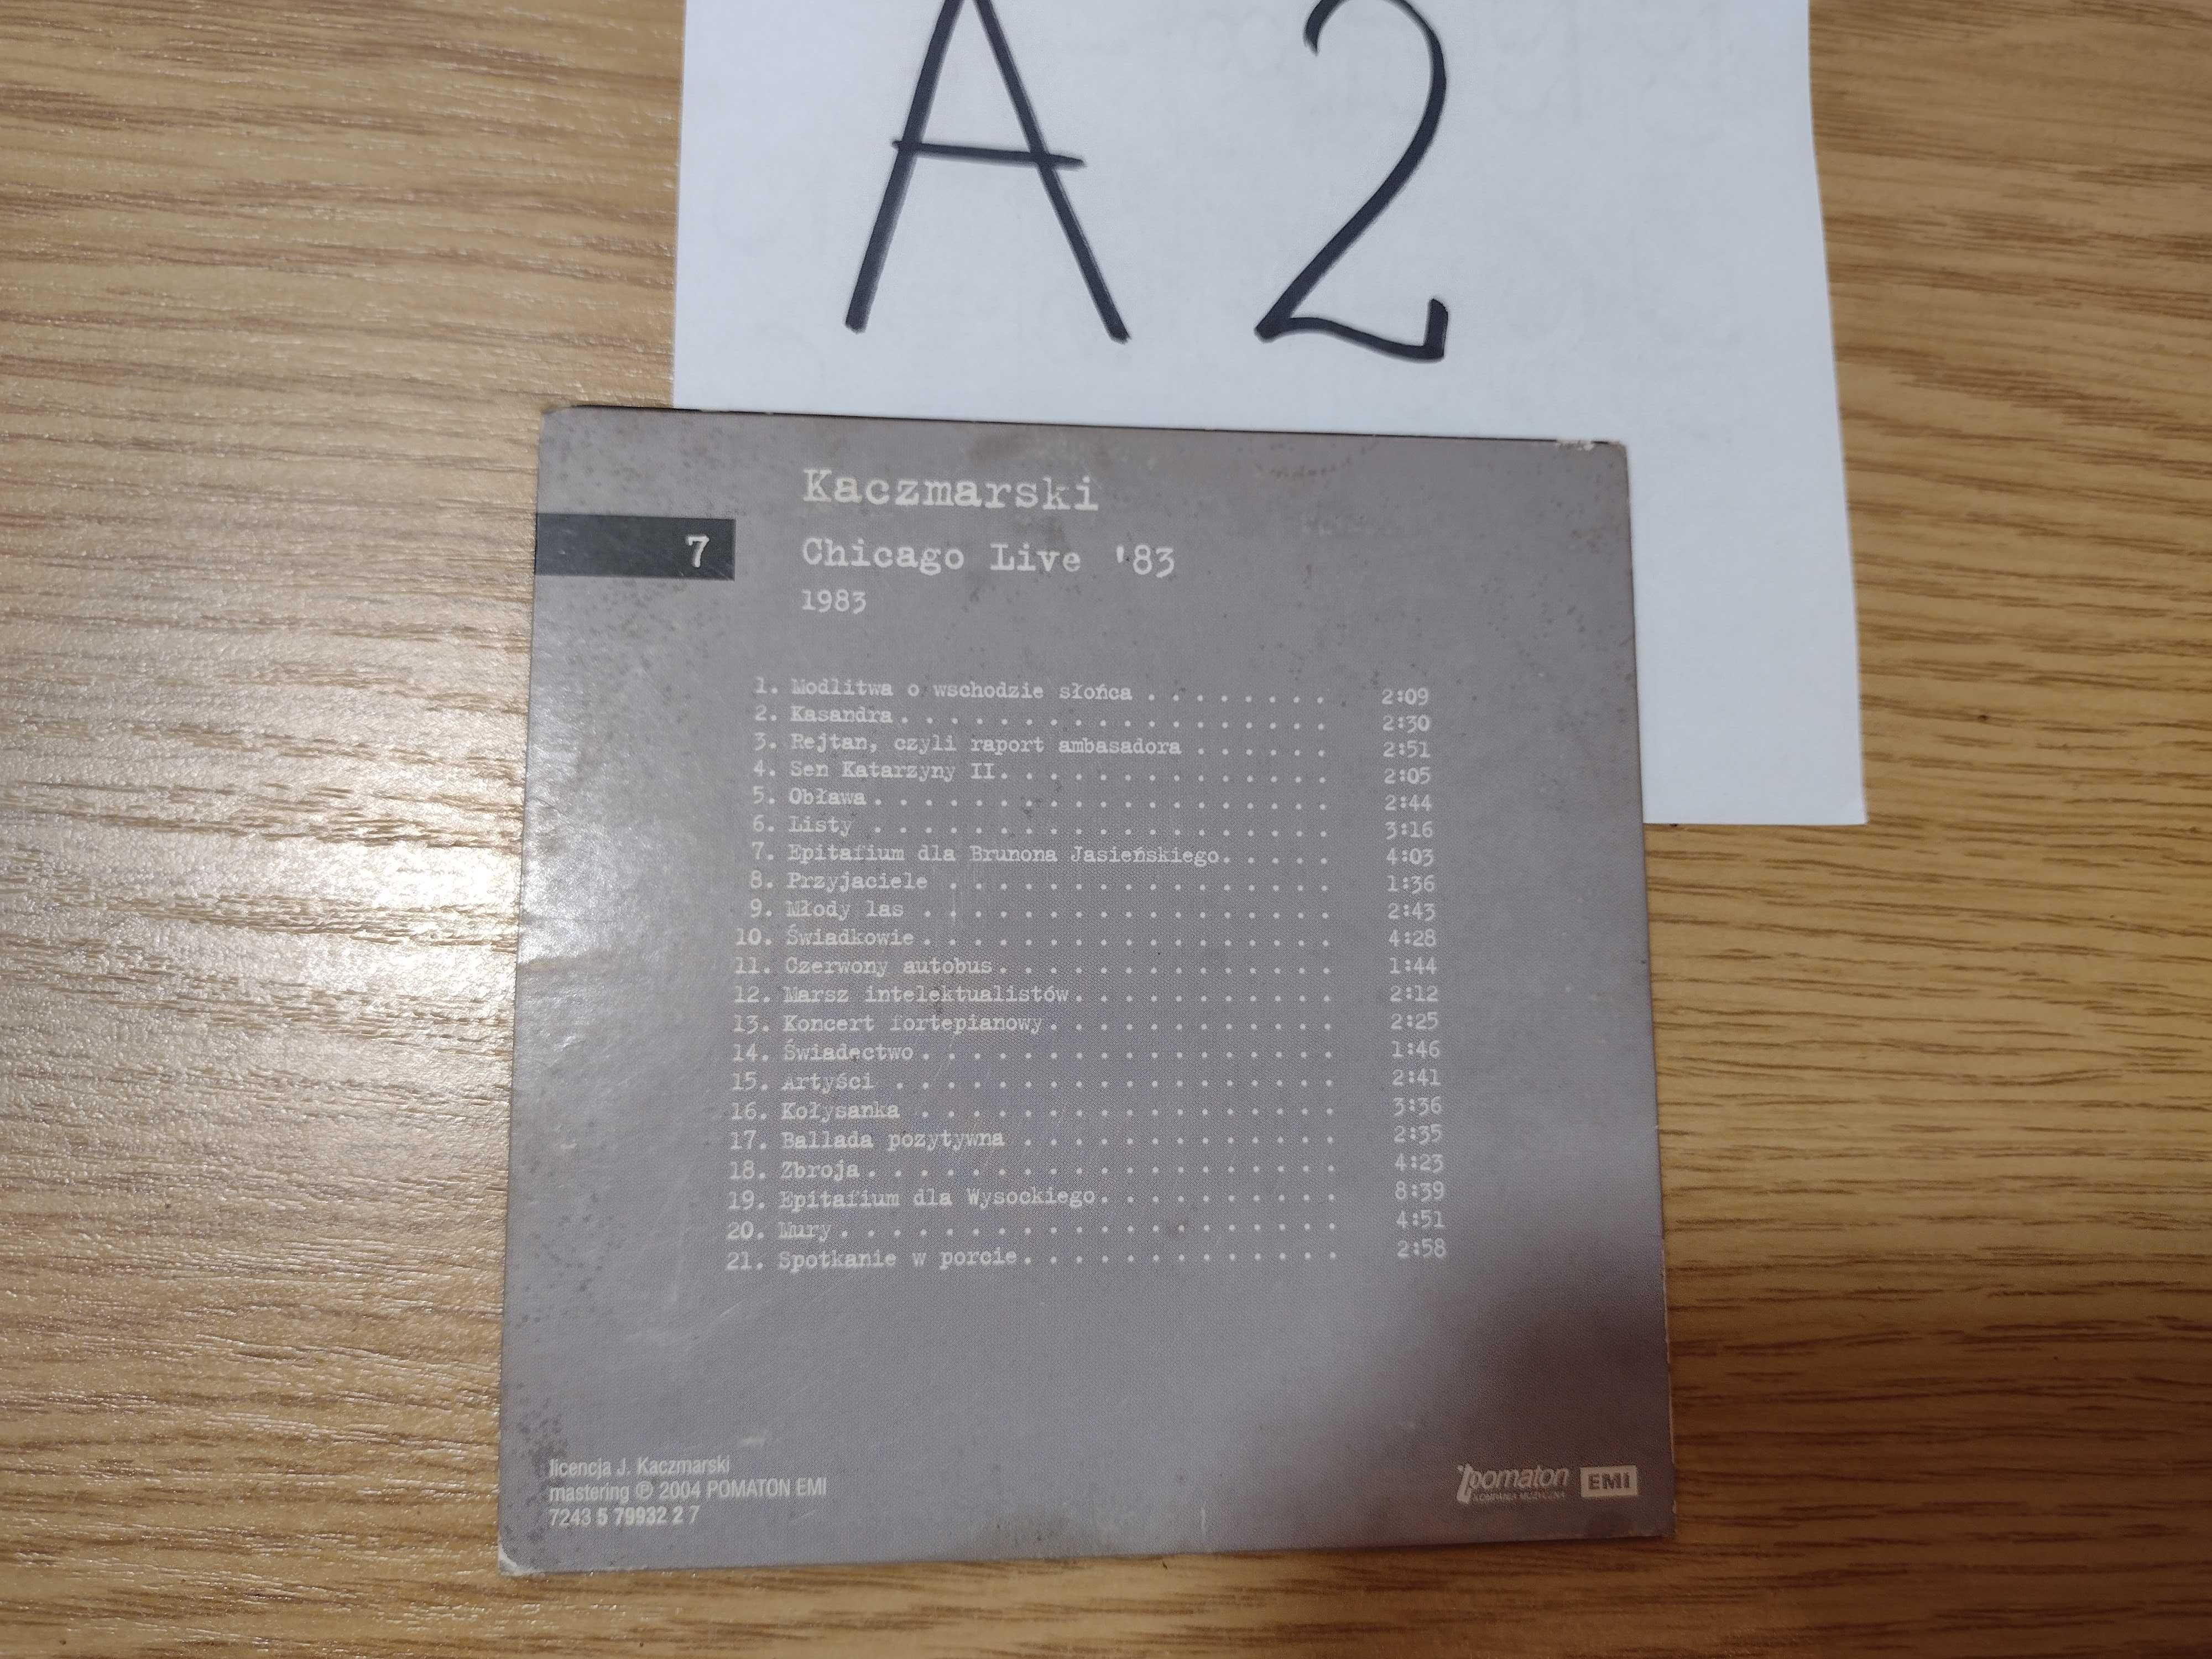 A 2
Kaczmarski
7
Chicago Live '83
1983
1. Modlitwa o wschodzie słońca . . . . . . . . 2:09
2. Kasandra. . . . . . . . . . . . . . . . . . 2:30
3. Rejtan, czyli raport ambasadora . . . . . . 2:51
4. Sen Katarzyny II. . . . . . . . . . . . . . 2:05
5. Obława. . . . . . . . . . . . . . . . . . . 2:44
6. Listy . . . . . . . . . . . . . . . . . . . 3:16
7. Epitafium dla Brunona Jasieńskiego. . . . . 4:03
8. Przyjaciele . . . . . . . . . . . . . . . . 1:36
9. Młody las . . . . . . . . . . . . . . . . . 2:43
10. Świadkowie. . . . . . . . . . . . . . . . . 4:28
11. Czerwony autobus. . . . . . . . . . . . . . 1:44
12. Marsz intelektualistów. . . . . . . . . . . 2:12
13. Koncert fortepianowy. . . . . . . . . . . . 2:25
14. Świadectwo. . . . . . . . . . . . . . . . . 1:46
15. Artyści . . . . . . . . . . . . . . . . . . 2:41
16. Kołysanka . . . . . . . . . . . . . . . . . 3:36
17. Ballada pozytywna . . . . . . . . . . . . . 2:35
18. Zbroja. . . . . . . . . . . . . . . . . . . 4:23
19. Epitafium dla Wysockiego. . . . . . . . . . 8:39
20. Mury. . . . . . . . . . . . . . . . . . . . 4:51
21. Spotkanie w porcie. . . . . . . . . . . . . 2:58
licencja J. Kaczmarski
mastering ℗ 2004 POMATON EMI
7243 5 79932 2 7
pomaton EMI
KOMPANIA MUZYCZNA